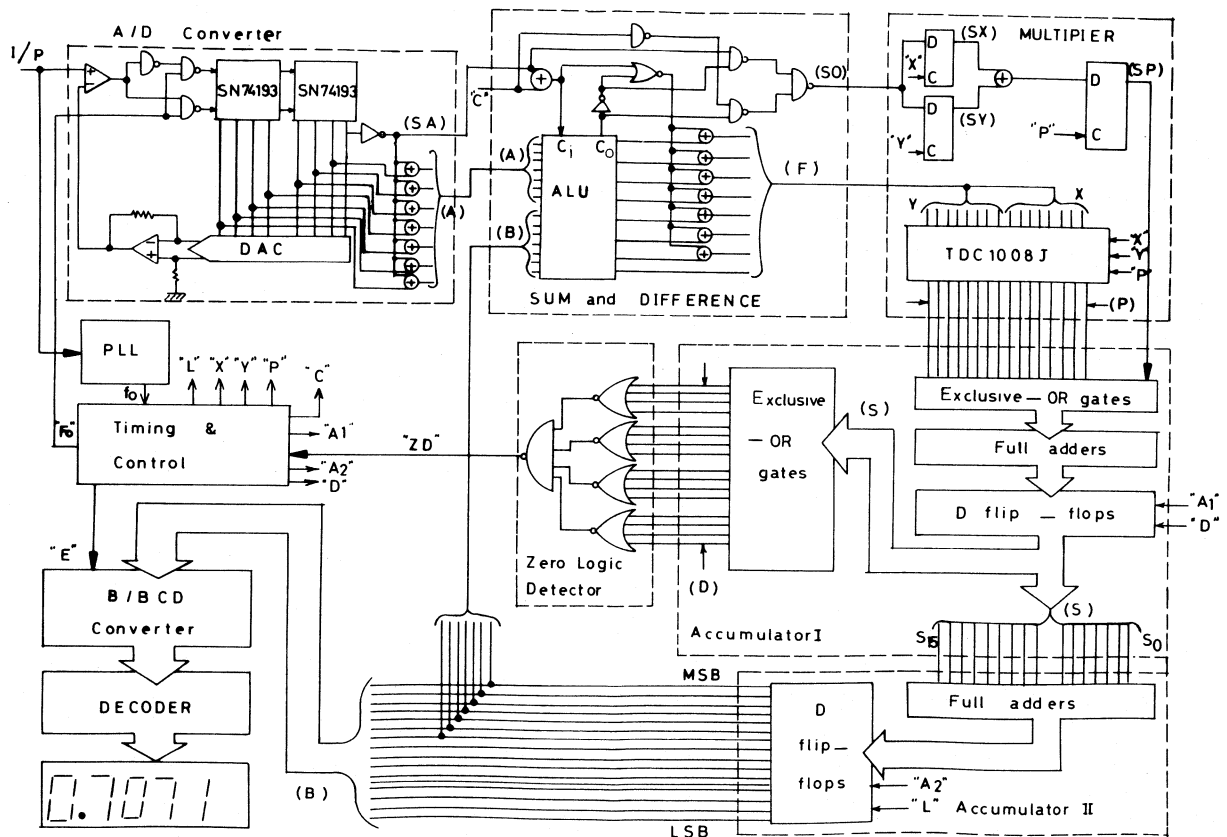 A/D Converter
I/P
SN74193
SN74193
(SA)
(A)
DAC
"C"
(A)
(B)
Ci
Co
ALU
(SO)
(F)
SUM and DIFFERENCE
MULTIPIER
D
"X"
C
(SX)
D
"Y"
C
(SY)
D
"P"
C
(SP)
Y
X
TDC1008J
"X"
"Y"
"P"
(P)
PLL
fo
"Fo"
"L" "X" "Y" "P"
"C"
Timing &
Control
"A1"
"A2"
"D"
"E"
"ZD"
Zero Logic
Detector
(D)
Exclusive
-OR
gates
(S)
Exclusive-OR gates
Full adders
D flip-flops
"A1"
"D"
(S)
S15
S0
Accumulator I
B/BCD
Converter
DECODER
0.7071
(B)
MSB
LSB
D
flip-
flops
Full adders
"A2"
"L"
Accumulator II